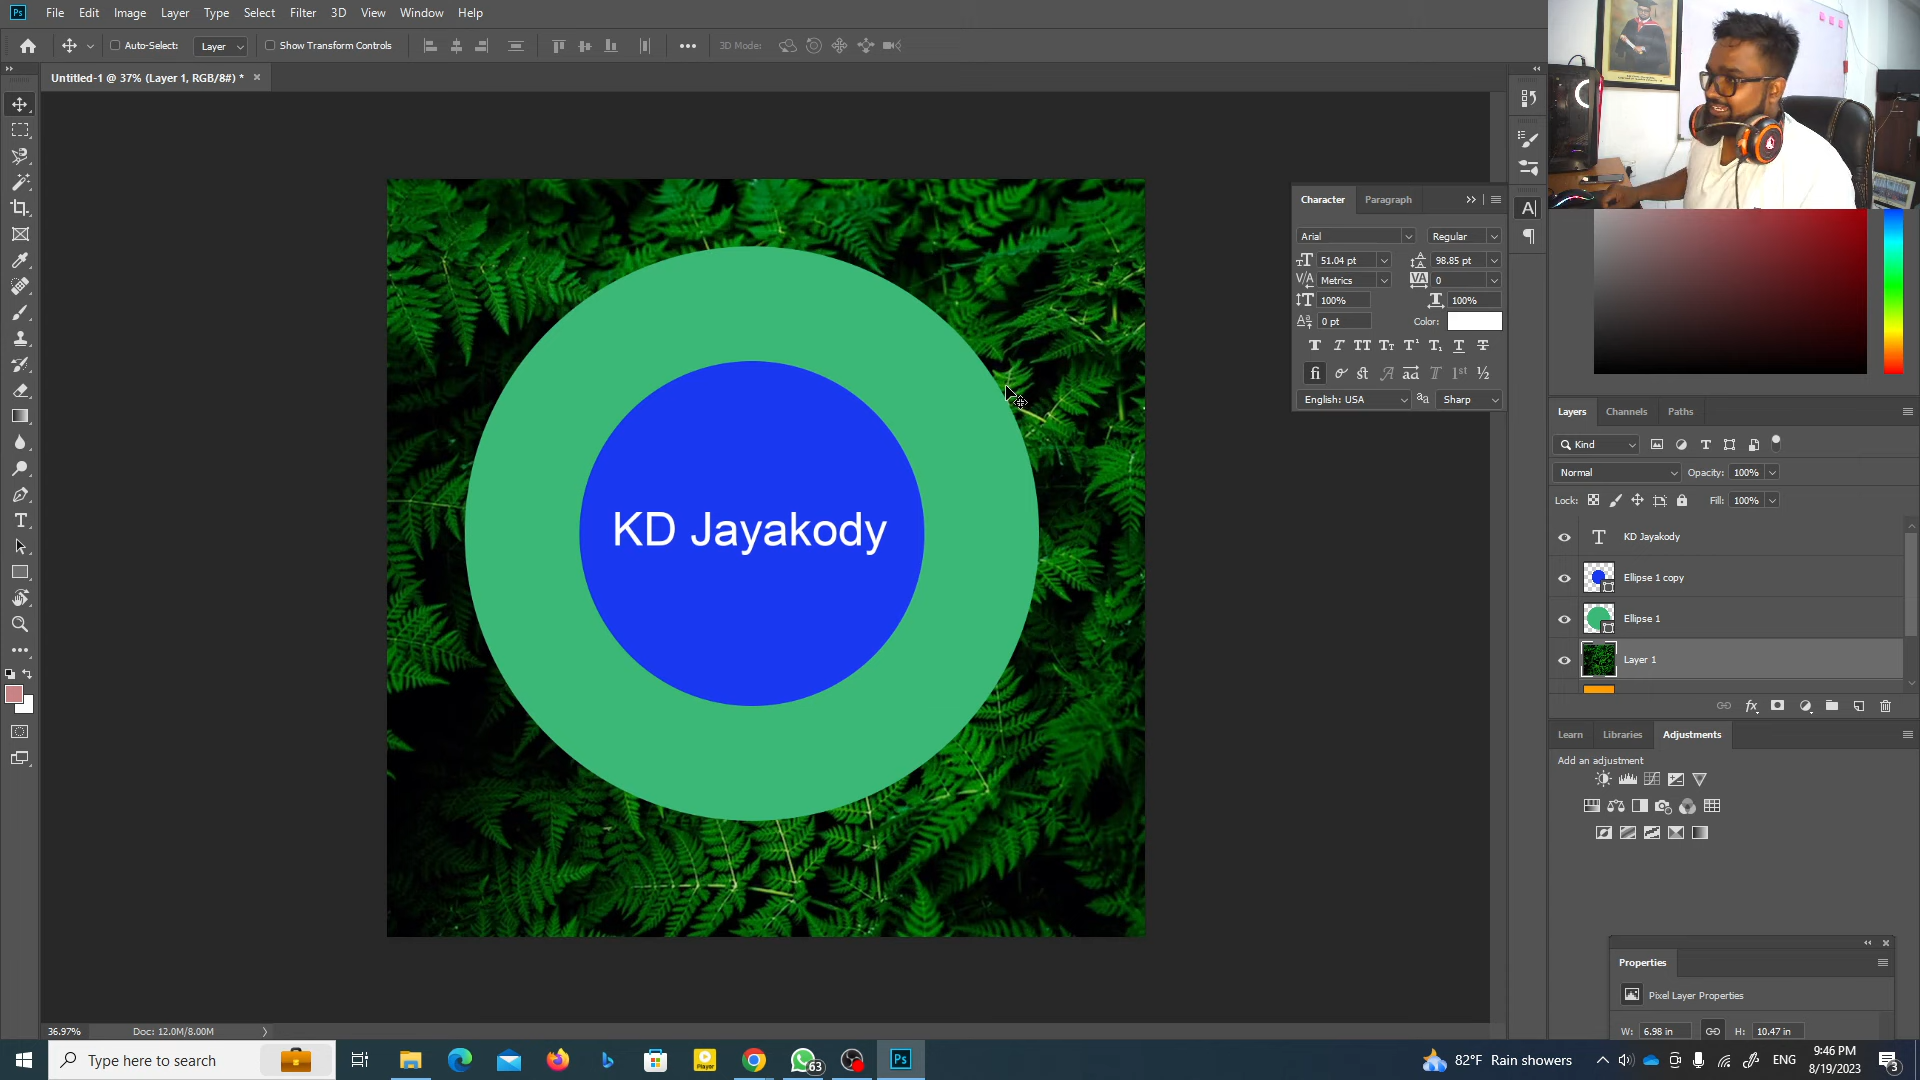 Ps File Edit Image Layer Type Select Filter 3D View Window Help
Auto-Select: Layer Show Transform Controls 3D Mode:
Untitled-1 @ 37% (Layer 1, RGB/8#) *
KD Jayakody
Character Paragraph
Arial Regular
51.04 pt 98.85 pt
Metrics 0
100% 100%
0 pt Color:
English: USA Sharp
Layers Channels Paths
Kind
Normal Opacity: 100%
Lock: Fill: 100%
KD Jayakody
Ellipse 1 copy
Ellipse 1
Layer 1
Learn Libraries Adjustments
Add an adjustment
Properties
Pixel Layer Properties
W: 6.98 in H: 10.47 in
36.97% Doc: 12.0M/8.00M
Type here to search
Player
63
Ps
82°F Rain showers
ENG
9:46 PM
8/19/2023
3